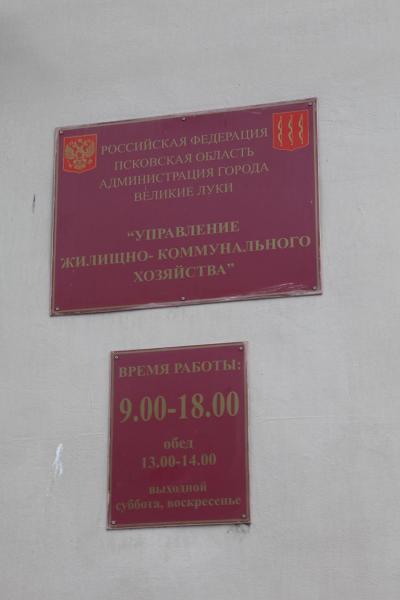 РОССИЙСКАЯ ФЕДЕРАЦИЯ
ПСКОВСКАЯ ОБЛАСТЬ
АДМИНИСТРАЦИЯ ГОРОДА
ВЕЛИКИЕ ЛУКИ
“УПРАВЛЕНИЕ
ЖИЛИЩНО- КОММУНАЛЬНОГО
ХОЗЯЙСТВА”
ВРЕМЯ РАБОТЫ:
9.00-18.00
обед
13.00-14.00
выходной
суббота, воскресенье